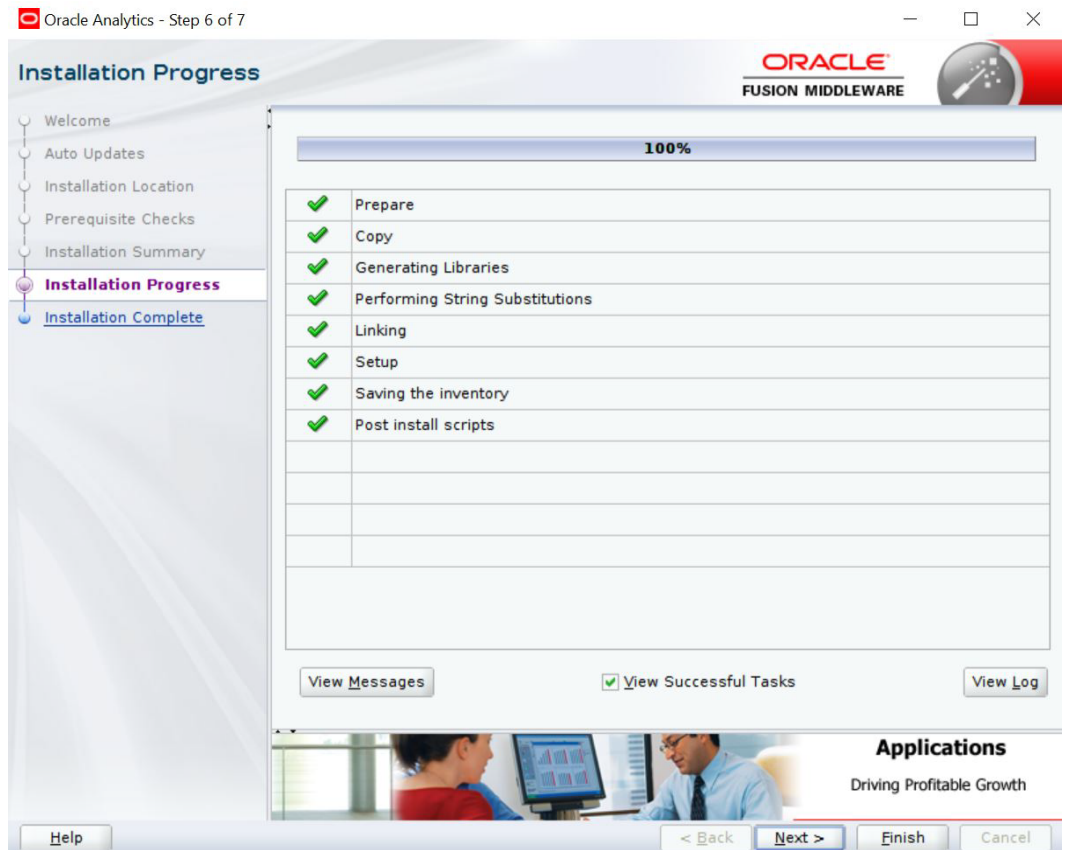 Oracle Analytics - Step 6 of 7
Installation Progress
ORACLE
FUSION MIDDLEWARE
Welcome
Auto Updates
Installation Location
Prerequisite Checks
Installation Summary
Installation Progress
Installation Complete
100%
Prepare
Copy
Generating Libraries
Performing String Substitutions
Linking
Setup
Saving the inventory
Post install scripts
View Messages
View Successful Tasks
View Log
Applications
Driving Profitable Growth
Help
< Back
Next >
Finish
Cancel